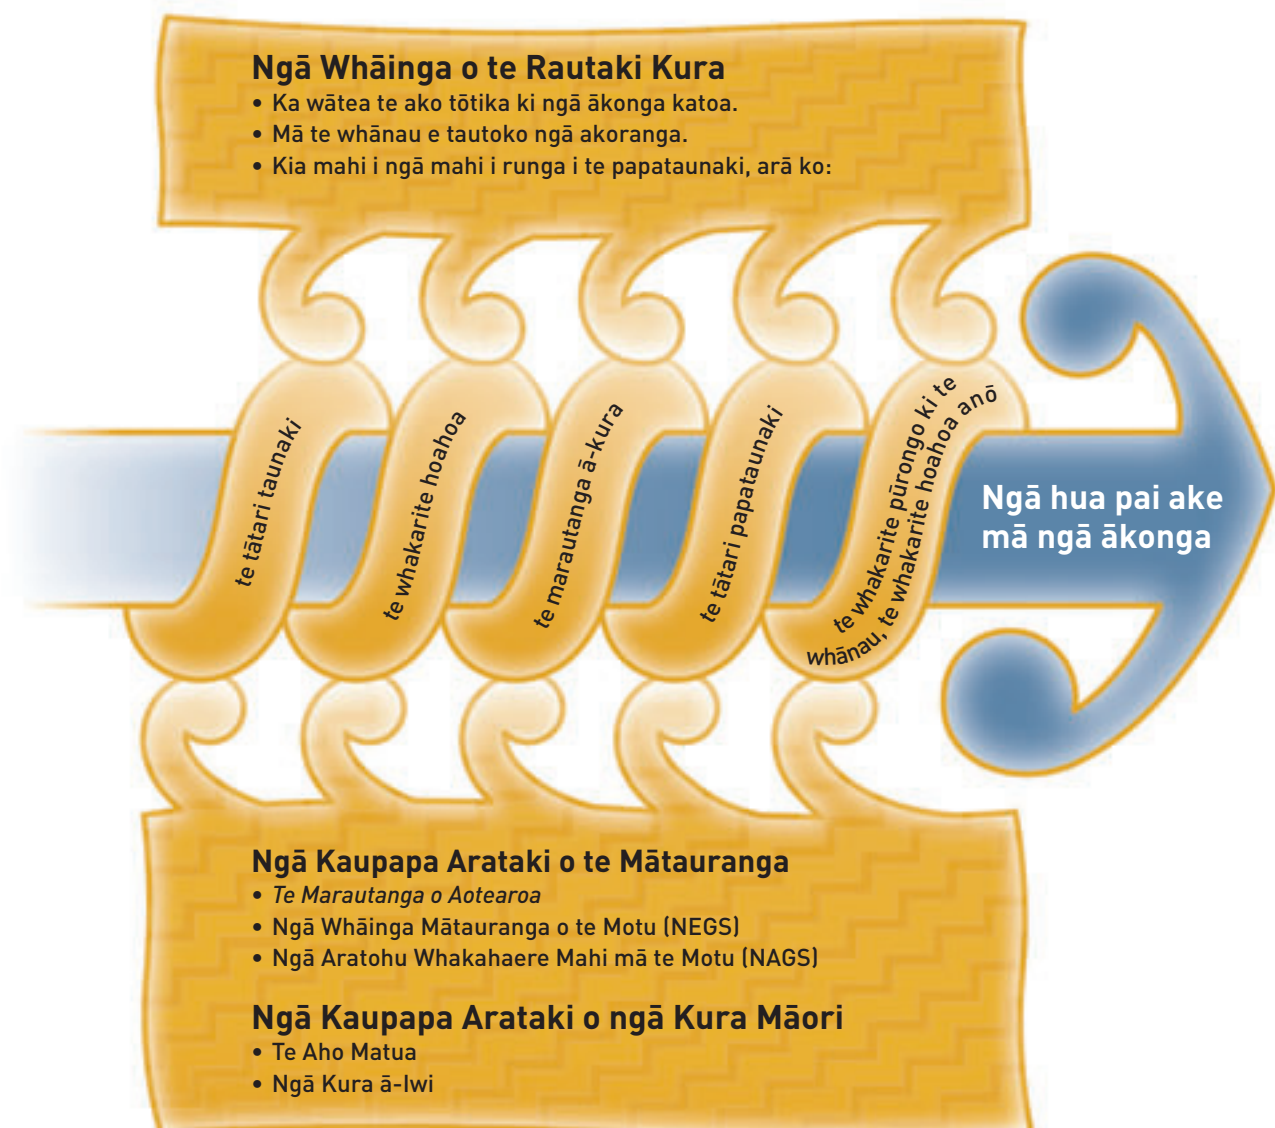 Ngā Whāinga o te Rautaki Kura
• Ka wātea te ako tōtika ki ngā ākonga katoa.
• Mā te whānau e tautoko ngā akoranga.
• Kia mahi i ngā mahi i runga i te papataunaki, arā ko:
te tātari taunaki
te whakarite hoahoa
te marautanga ā-kura
te tātari papataunaki
te whakarite pūrongo ki te
whānau, te whakarite hoahoa anō
Ngā hua pai ake
mā ngā ākonga
Ngā Kaupapa Arataki o te Mātauranga
• Te Marautanga o Aotearoa
• Ngā Whāinga Mātauranga o te Motu (NEGS)
• Ngā Aratohu Whakahaere Mahi mā te Motu (NAGS)
Ngā Kaupapa Arataki o ngā Kura Māori
• Te Aho Matua
• Ngā Kura ā-Iwi